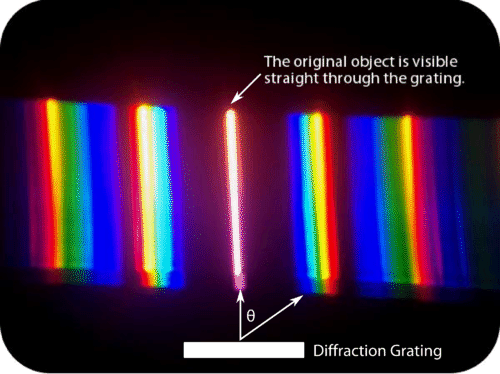 The original object is visible
straight through the grating.
θ
Diffraction Grating